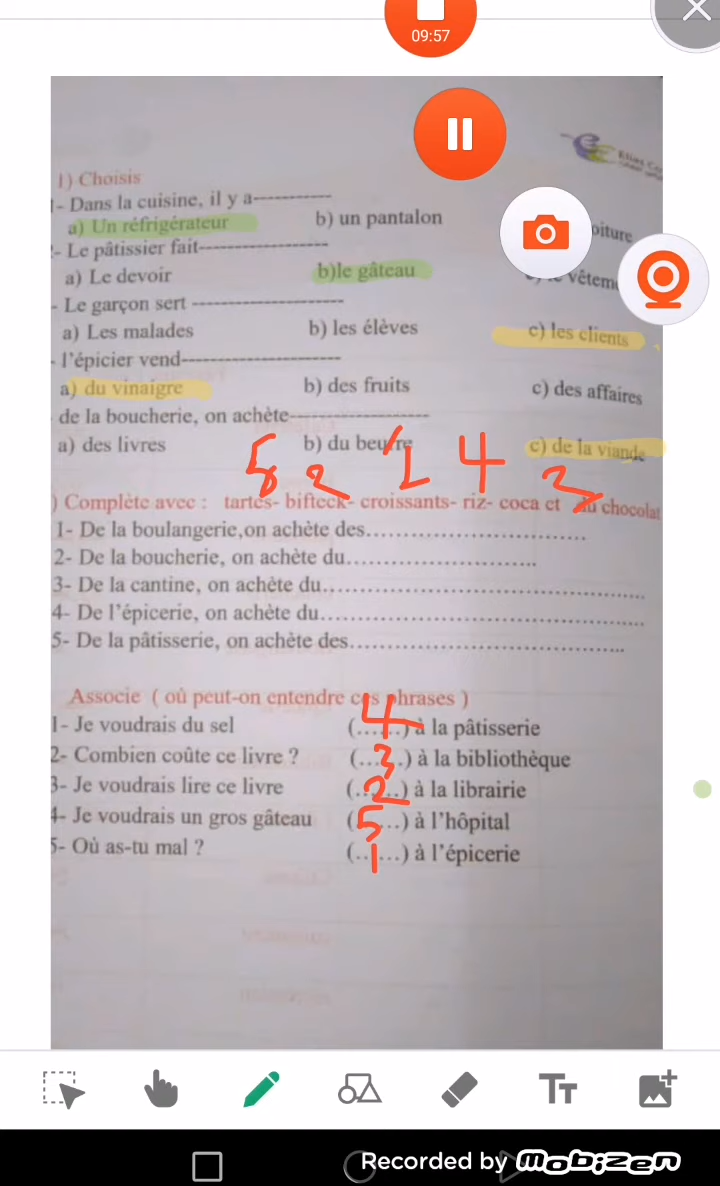 09:57
1) Choisis
- Dans la cuisine, il y a-----------
a) Un réfrigérateur b) un pantalon oiture
- Le pâtissier fait------------------
a) Le devoir b)le gâteau vêtem
- Le garçon sert ---------------------
a) Les malades b) les élèves c) les clients
- l'épicier vend----------------------
a) du vinaigre b) des fruits c) des affaires
de la boucherie, on achète-------------------
a) des livres b) du beurre c) de la viande
5 2 1 4 3
) Complète avec : tartes- bifteck- croissants- riz- coca et du chocolat
1- De la boulangerie,on achète des....................................
2- De la boucherie, on achète du...............................
3- De la cantine, on achète du....................................................
4- De l'épicerie, on achète du.....................................................
5- De la pâtisserie, on achète des.............................................
Associe ( où peut-on entendre ces phrases )
1- Je voudrais du sel (..4...) à la pâtisserie
2- Combien coûte ce livre ? (..3..) à la bibliothèque
3- Je voudrais lire ce livre (..2..) à la librairie
4- Je voudrais un gros gâteau (5...) à l'hôpital
5- Où as-tu mal ? (..1...) à l'épicerie
Tт
Recorded by mobizen